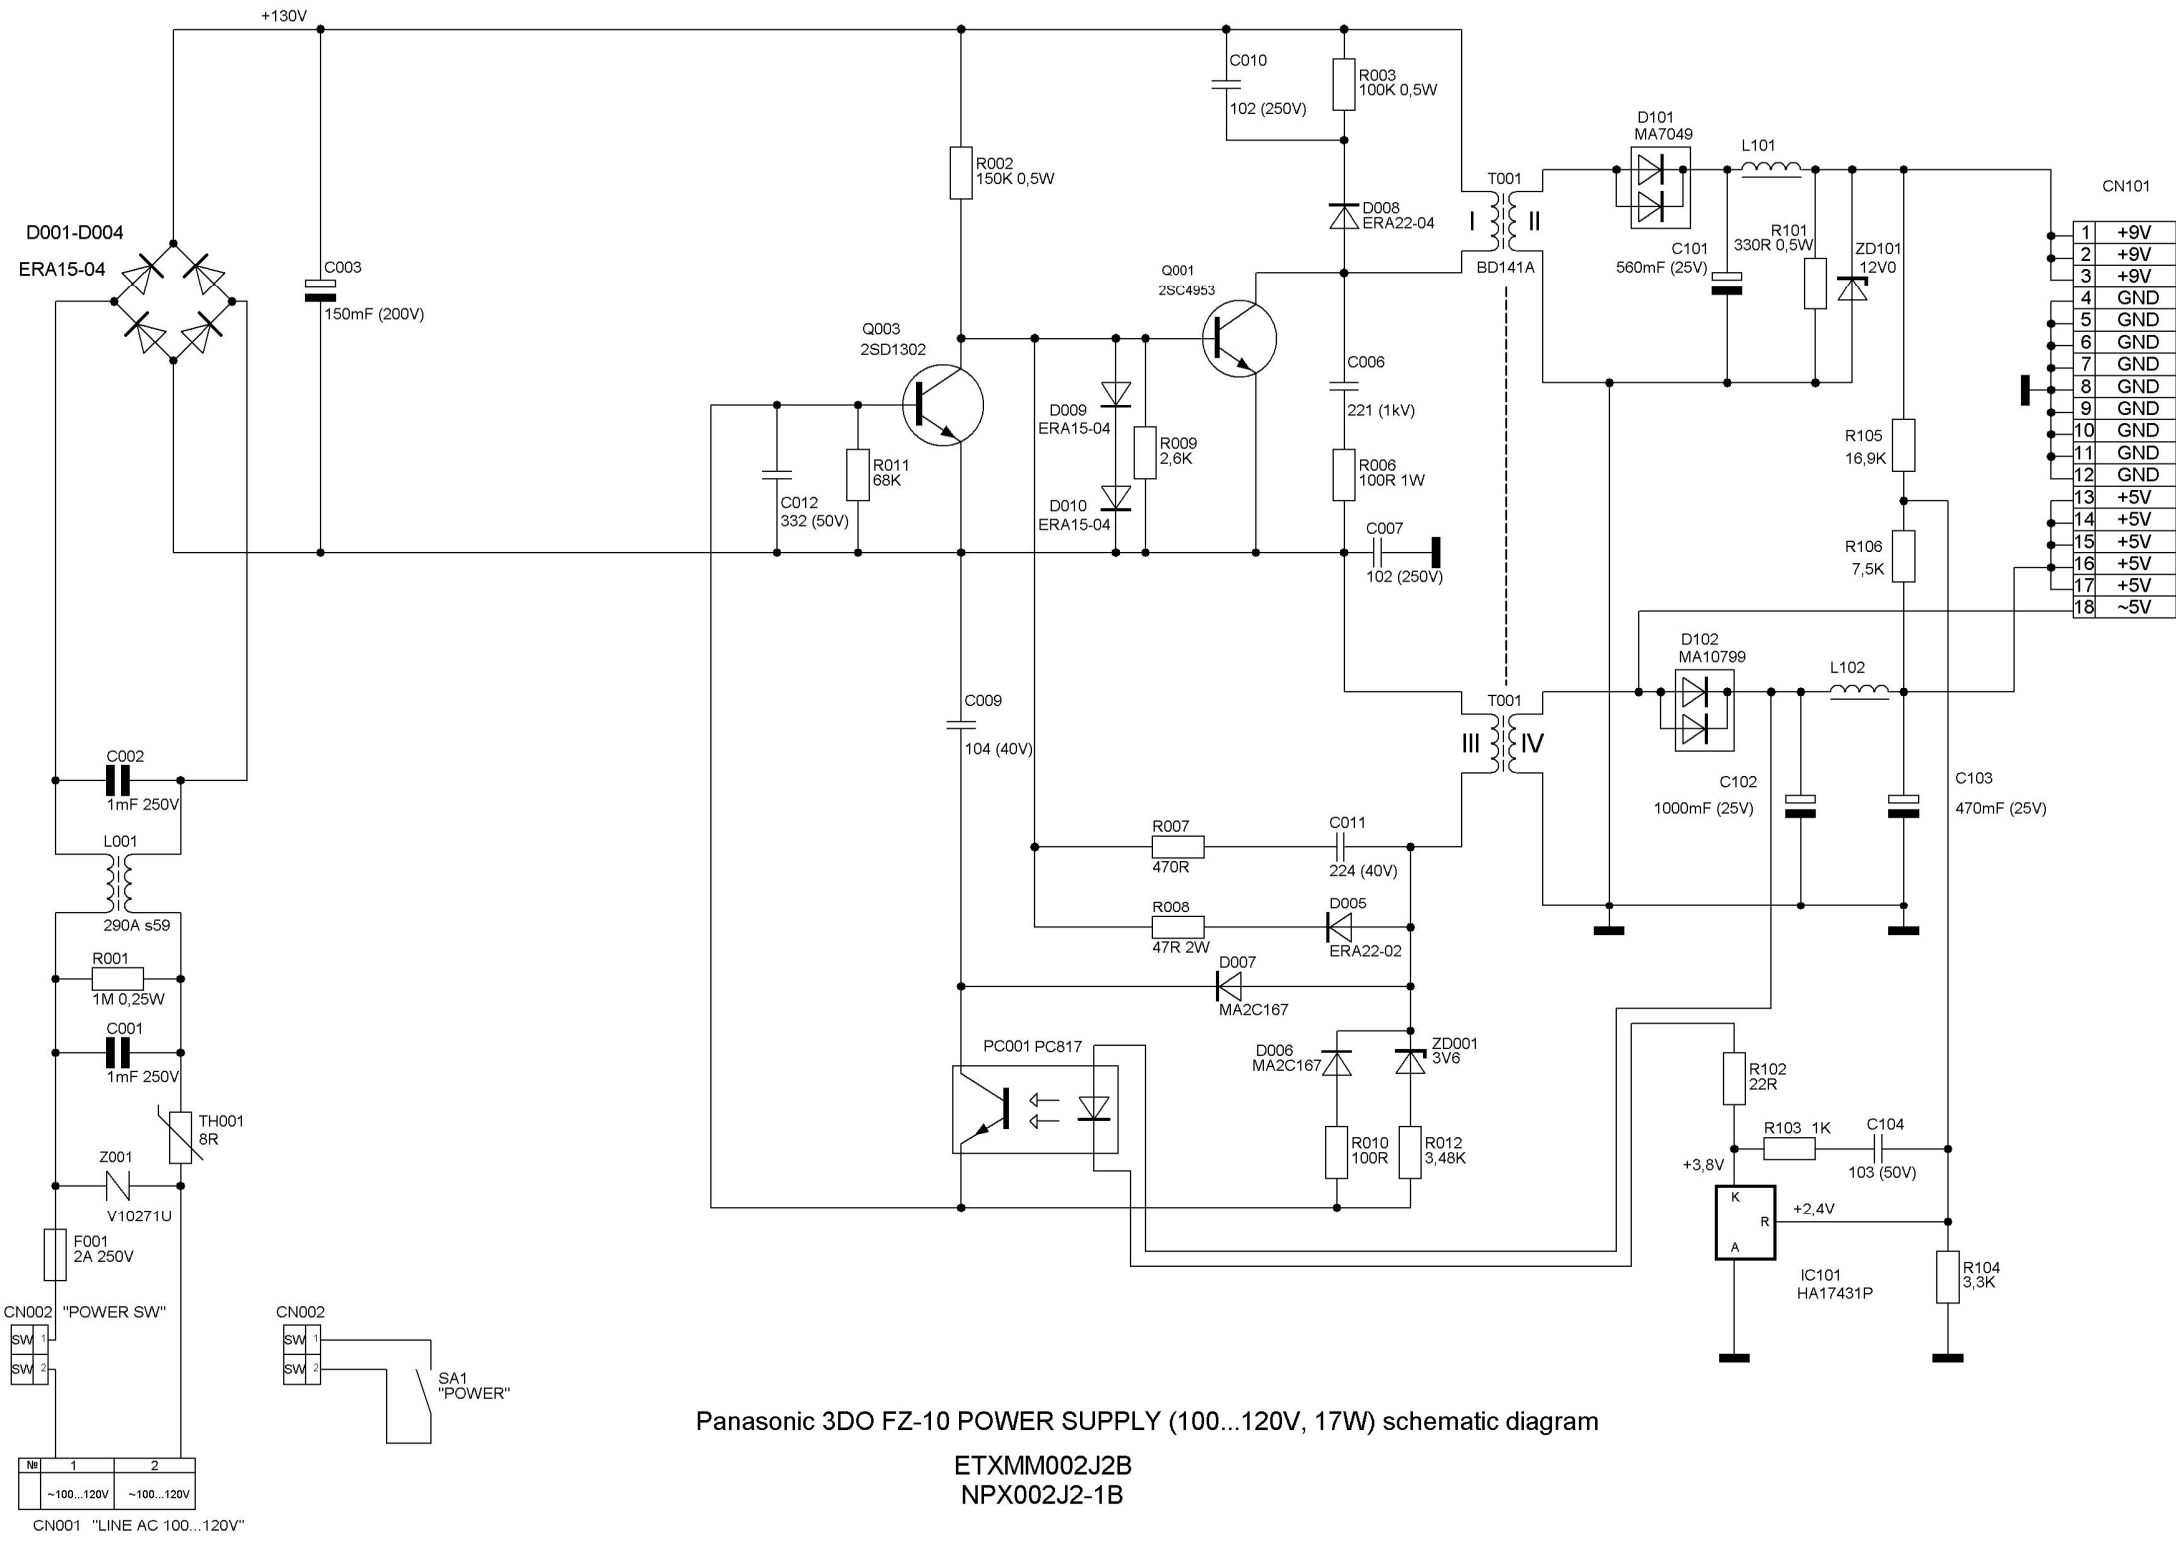 +130V
D001-D004
ERA15-04
C003
150mF (200V)
R002
150K 0,5W
C010
102 (250V)
R003
100K 0,5W
D008
ERA22-04
Q001
2SC4953
Q003
2SD1302
T001
I
II
BD141A
D101
MA7049
L101
C101
560mF (25V)
R101
330R 0,5W
ZD101
12V0
CN101
1 +9V
2 +9V
3 +9V
4 GND
5 GND
6 GND
7 GND
8 GND
9 GND
10 GND
11 GND
12 GND
13 +5V
14 +5V
15 +5V
16 +5V
17 +5V
18 ~5V
C006
221 (1kV)
D009
ERA15-04
R009
2,6K
R011
68K
C012
332 (50V)
D010
ERA15-04
R006
100R 1W
C007
102 (250V)
R105
16,9K
R106
7,5K
C009
104 (40V)
T001
III
IV
D102
MA10799
L102
C102
1000mF (25V)
C103
470mF (25V)
C002
1mF 250V
L001
290A s59
R001
1M 0,25W
C001
1mF 250V
TH001
8R
Z001
V10271U
F001
2A 250V
R007
470R
C011
224 (40V)
R008
47R 2W
D005
ERA22-02
D007
MA2C167
PC001 PC817
D006
MA2C167
ZD001
3V6
R010
100R
R012
3,48K
R102
22R
R103 1K
C104
103 (50V)
+3,8V
K
R
A
+2,4V
IC101
HA17431P
R104
3,3K
CN002 "POWER SW"
SW 1
SW 2
CN002
SW 1
SW 2
SA1
"POWER"
№ 1 2
~100...120V ~100...120V
CN001 "LINE AC 100...120V"
Panasonic 3DO FZ-10 POWER SUPPLY (100...120V, 17W) schematic diagram
ETXMM002J2B
NPX002J2-1B